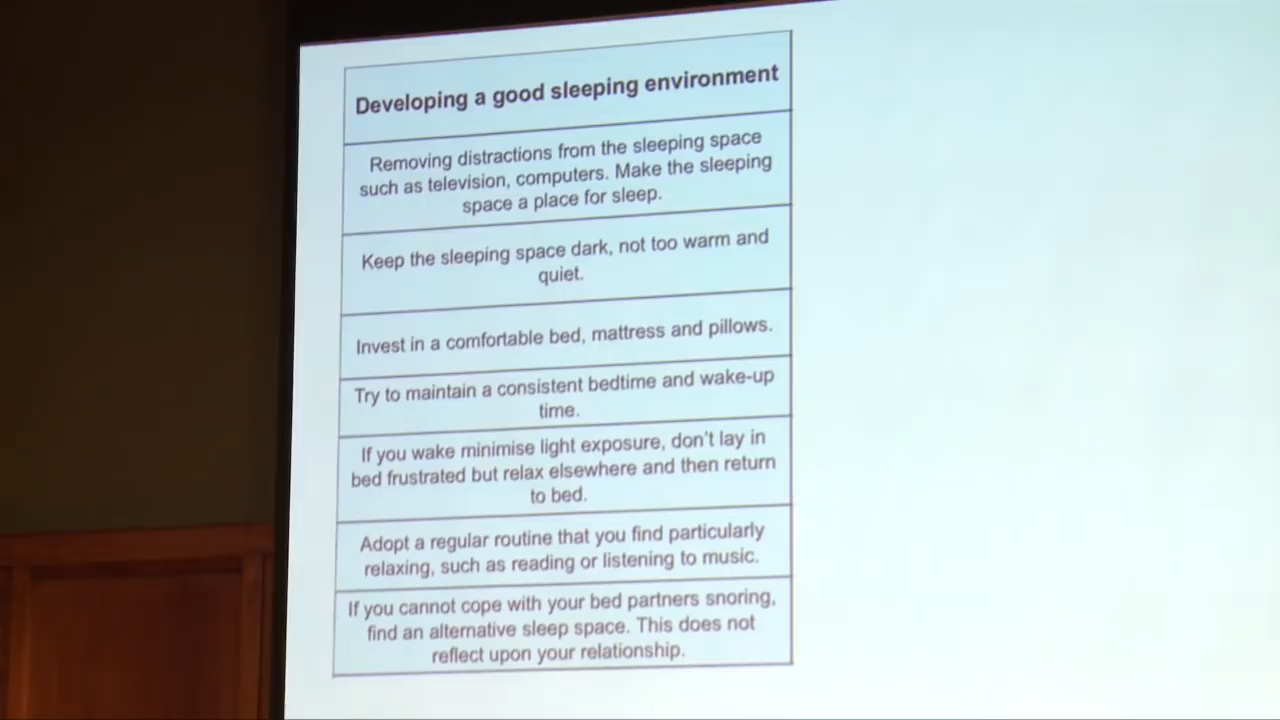 Developing a good sleeping environment
Removing distractions from the sleeping space
such as television, computers. Make the sleeping
space a place for sleep.
Keep the sleeping space dark, not too warm and
quiet.
Invest in a comfortable bed, mattress and pillows.
Try to maintain a consistent bedtime and wake-up
time.
If you wake minimise light exposure, don't lay in
bed frustrated but relax elsewhere and then return
to bed.
Adopt a regular routine that you find particularly
relaxing, such as reading or listening to music.
If you cannot cope with your bed partners snoring,
find an alternative sleep space. This does not
reflect upon your relationship.